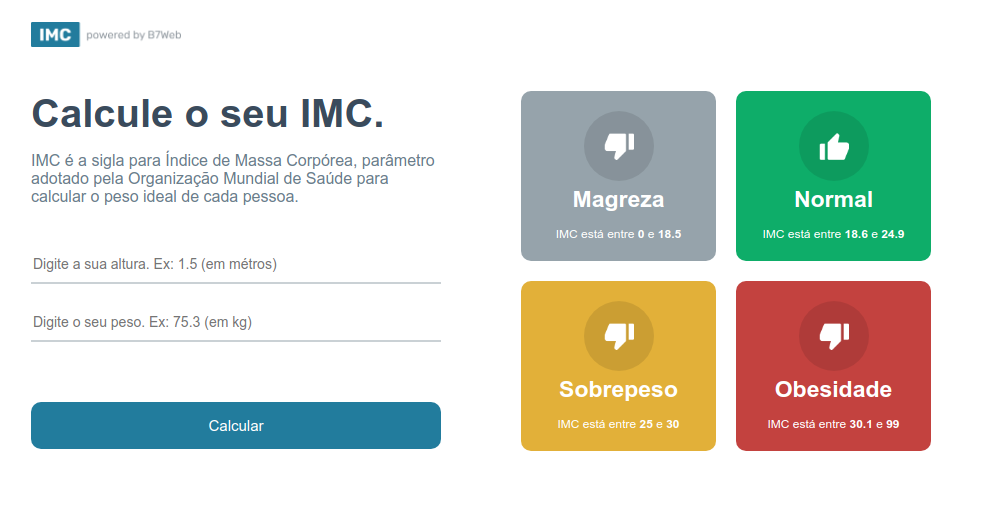 IMC powered by B7Web
Calcule o seu IMC.
IMC é a sigla para Índice de Massa Corpórea, parâmetro
adotado pela Organização Mundial de Saúde para
calcular o peso ideal de cada pessoa.
Digite a sua altura. Ex: 1.5 (em métros)
Digite o seu peso. Ex: 75.3 (em kg)
Calcular
Magreza
IMC está entre 0 e 18.5
Normal
IMC está entre 18.6 e 24.9
Sobrepeso
IMC está entre 25 e 30
Obesidade
IMC está entre 30.1 e 99